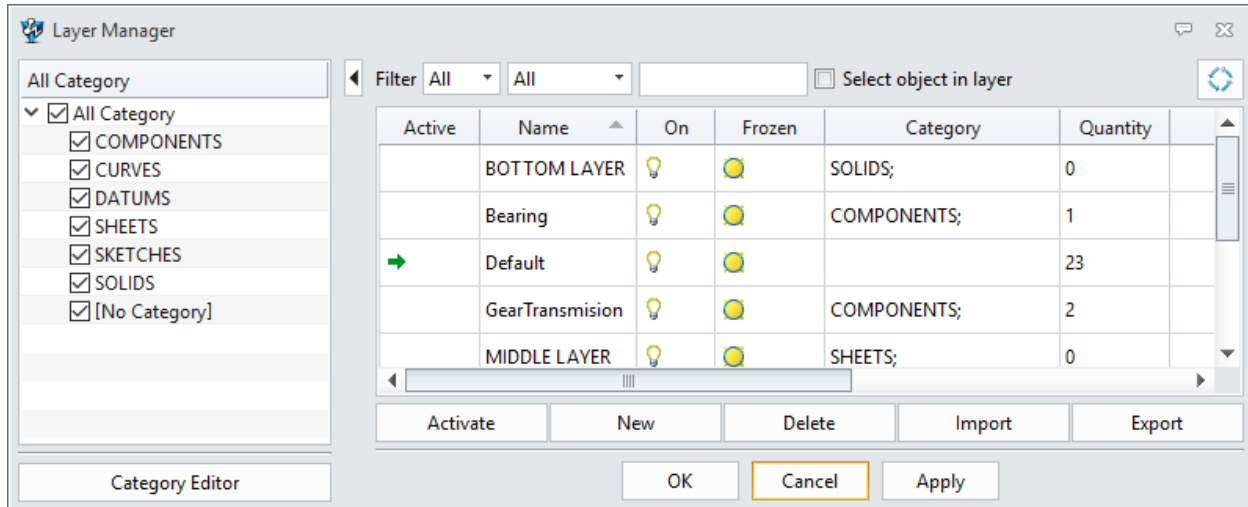 Layer Manager
All Category
Filter All All Select object in layer
All Category
COMPONENTS
CURVES
DATUMS
SHEETS
SKETCHES
SOLIDS
[No Category]
Active Name On Frozen Category Quantity
BOTTOM LAYER SOLIDS; 0
Bearing COMPONENTS; 1
Default 23
GearTransmision COMPONENTS; 2
MIDDLE LAYER SHEETS; 0
Activate New Delete Import Export
Category Editor
OK Cancel Apply